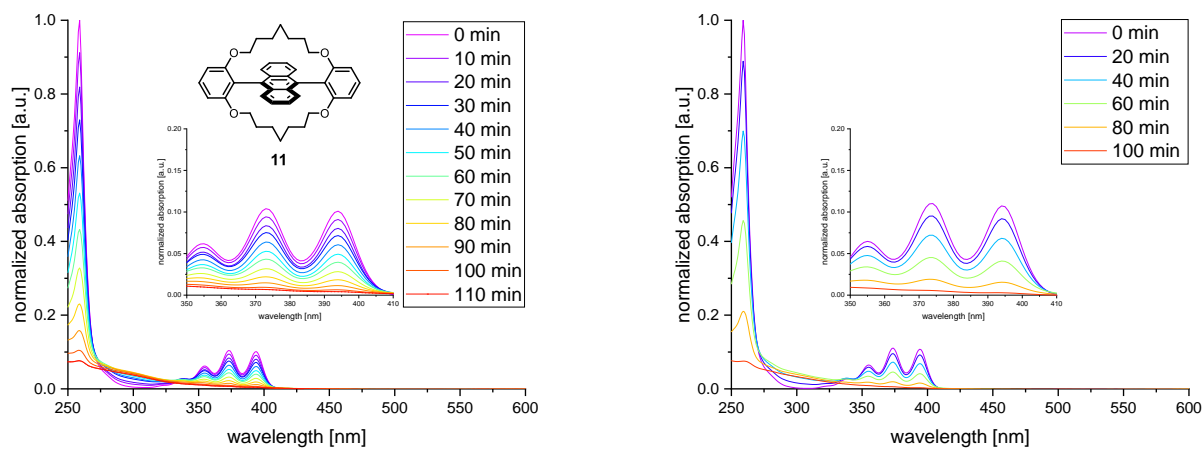 normalized absorption [a.u.]
1.0
0.8
0.6
0.4
0.2
0.0
250 300 350 400 450 500 550 600
wavelength [nm]
O O
O O
11
0 min
10 min
20 min
30 min
40 min
50 min
60 min
70 min
80 min
90 min
100 min
110 min
normalized absorption [a.u.]
0.20
0.15
0.10
0.05
0.00
350 360 370 380 390 400 410
wavelength [nm]
normalized absorption [a.u.]
1.0
0.8
0.6
0.4
0.2
0.0
250 300 350 400 450 500 550 600
wavelength [nm]
0 min
20 min
40 min
60 min
80 min
100 min
normalized absorption [a.u.]
0.20
0.15
0.10
0.05
0.00
350 360 370 380 390 400 410
wavelength [nm]